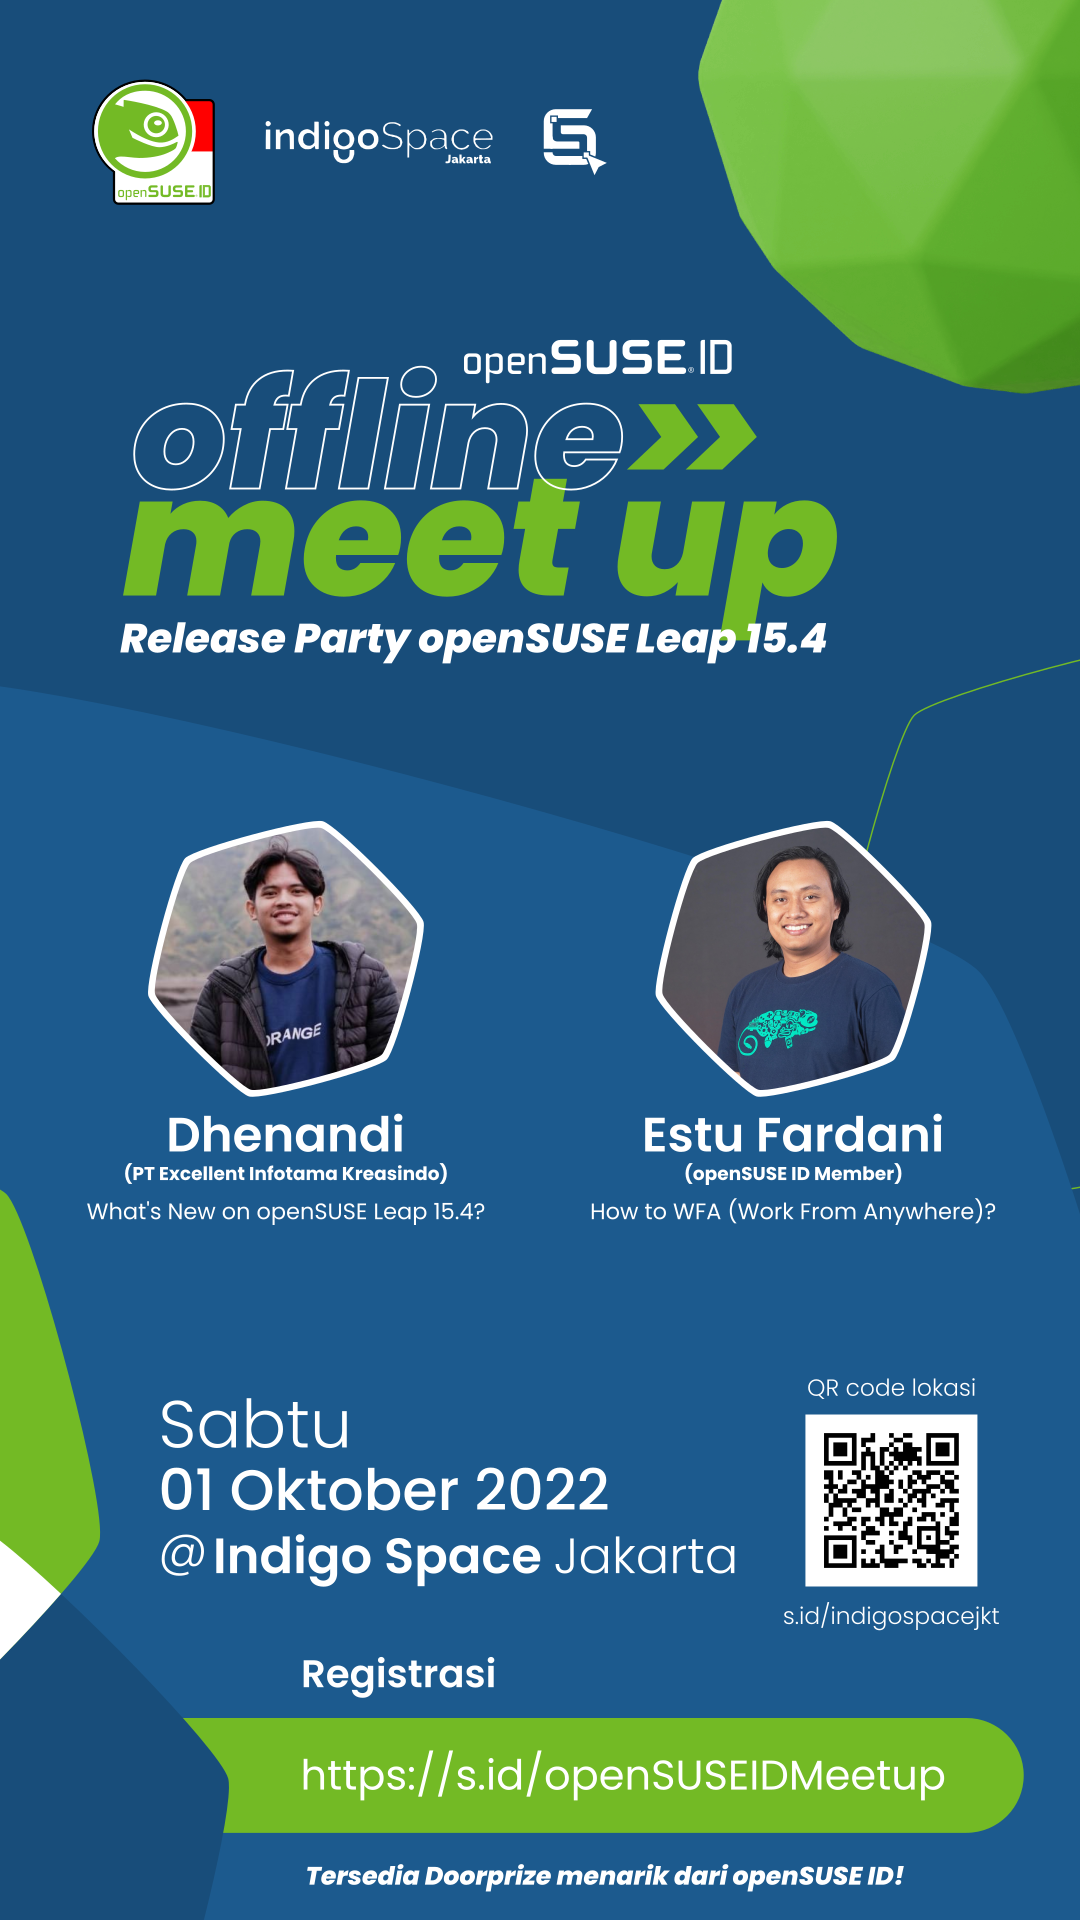 openSUSE ID
indigoSpace
Jakarta
openSUSE.ID
offline
meet up
Release Party openSUSE Leap 15.4
ORANGE
Dhenandi
(PT Excellent Infotama Kreasindo)
What's New on openSUSE Leap 15.4?
Estu Fardani
(openSUSE ID Member)
How to WFA (Work From Anywhere)?
Sabtu
01 Oktober 2022
@Indigo Space Jakarta
QR code lokasi
s.id/indigospacejkt
Registrasi
https://s.id/openSUSEIDMeetup
Tersedia Doorprize menarik dari openSUSE ID!